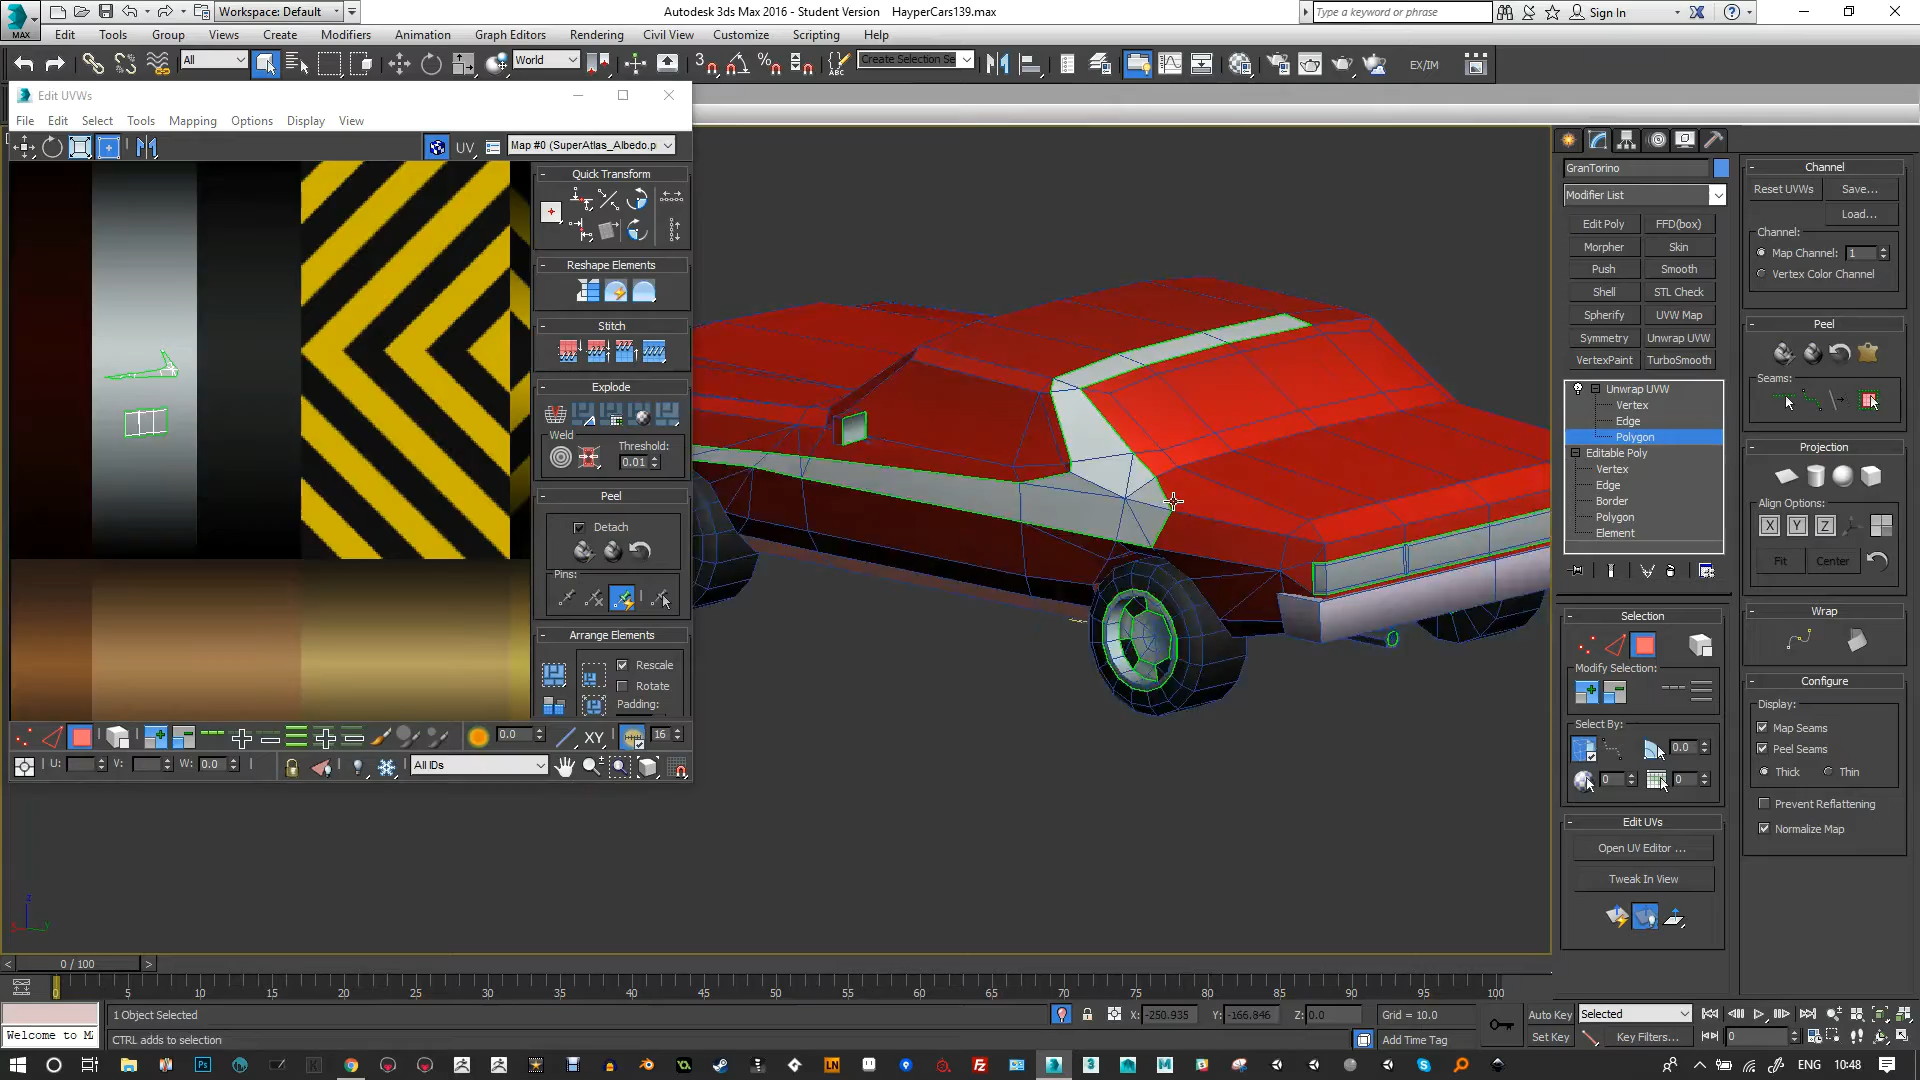 MAX
Workspace: Default
Autodesk 3ds Max 2016 - Student Version    HayperCars139.max
Type a keyword or phrase
Sign In
Edit Tools Group Views Create Modifiers Animation Graph Editors Rendering Civil View Customize Scripting Help
All
World
3
ABC
Create Selection Se
EX/IM
Edit UVWs
File Edit Select Tools Mapping Options Display View
UV
Map #0 (SuperAtlas_Albedo.p
Quick Transform
Reshape Elements
Stitch
Explode
Weld
Threshold:
0.01
Peel
Detach
Pins:
Arrange Elements
Rescale
Rotate
Padding:
0.0
XY
16
U:
V:
W: 0.0
All IDs
GranTorino
Modifier List
Edit Poly
FFD(box)
Morpher
Skin
Push
Smooth
Shell
STL Check
Spherify
UVW Map
Symmetry
Unwrap UVW
VertexPaint
TurboSmooth
Unwrap UVW
Vertex
Edge
Polygon
Editable Poly
Vertex
Edge
Border
Polygon
Element
Selection
Modify Selection:
Select By:
0.0
0
0
Edit UVs
Open UV Editor ...
Tweak In View
Channel
Reset UVWs
Save...
Load...
Channel:
Map Channel: 1
Vertex Color Channel
Peel
Seams:
Projection
Align Options:
X Y Z
Fit
Center
Wrap
Configure
Display:
Map Seams
Peel Seams
Thick
Thin
Prevent Reflattening
Normalize Map
0 / 100
0 5 10 15 20 25 30 35 40 45 50 55 60 65 70 75 80 85 90 95 100
1 Object Selected
X: -250.935
Y: -166.846
Z: 0.0
Grid = 10.0
Auto Key
Selected
Welcome to M
CTRL adds to selection
Add Time Tag
Set Key
Key Filters...
0
ENG
10:48